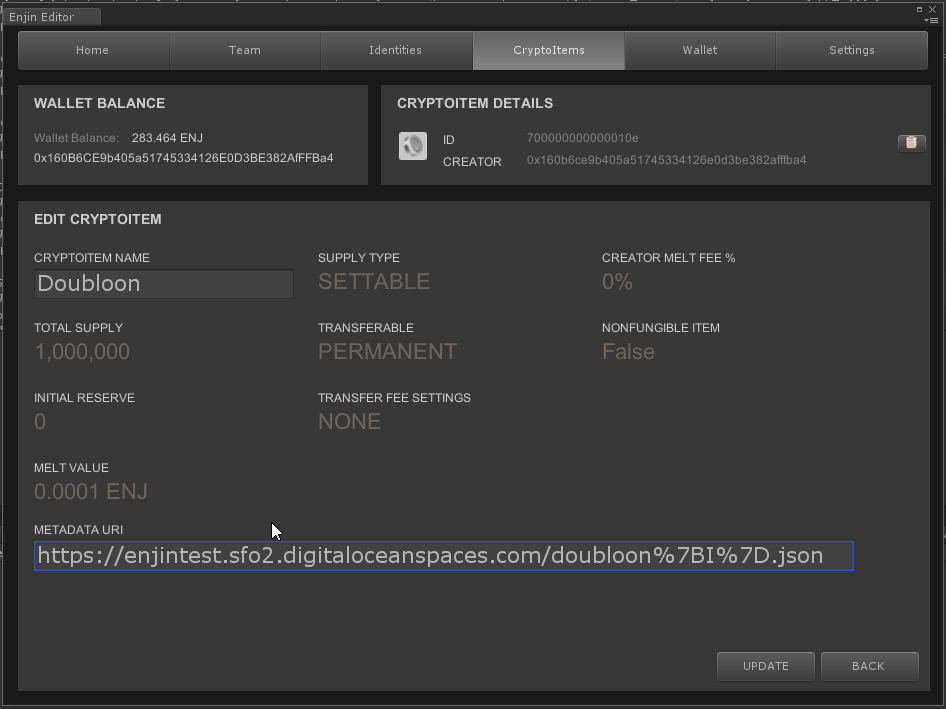 Enjin Editor
Home Team Identities CryptoItems Wallet Settings
WALLET BALANCE
Wallet Balance: 283.464 ENJ
0x160B6CE9b405a51745334126E0D3BE382AfFFBa4
CRYPTOITEM DETAILS
ID 700000000000010e
CREATOR 0x160b6ce9b405a51745334126e0d3be382afffba4
EDIT CRYPTOITEM
CRYPTOITEM NAME SUPPLY TYPE CREATOR MELT FEE %
Doubloon SETTABLE 0%
TOTAL SUPPLY TRANSFERABLE NONFUNGIBLE ITEM
1,000,000 PERMANENT False
INITIAL RESERVE TRANSFER FEE SETTINGS
0 NONE
MELT VALUE
0.0001 ENJ
METADATA URI
https://enjintest.sfo2.digitaloceanspaces.com/doubloon%7BI%7D.json
UPDATE BACK